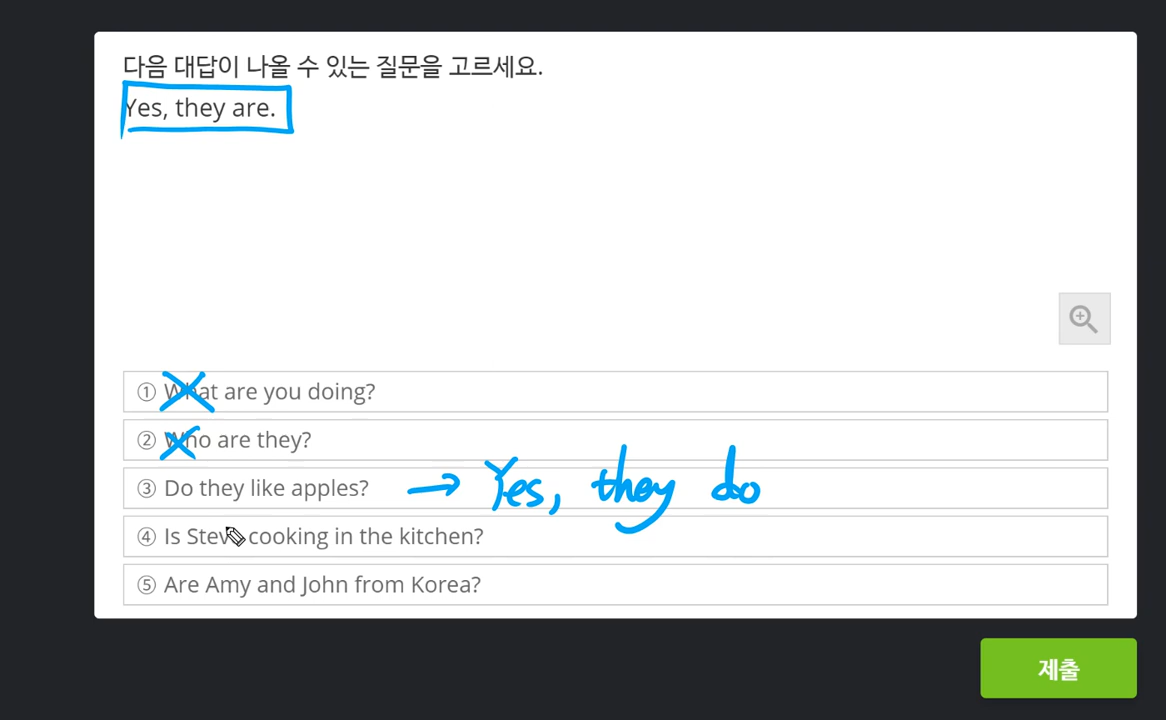 다음 대답이 나올 수 있는 질문을 고르세요.
Yes, they are.
① What are you doing?
② Who are they?
③ Do they like apples? → Yes, they do
④ Is Steve cooking in the kitchen?
⑤ Are Amy and John from Korea?
제출